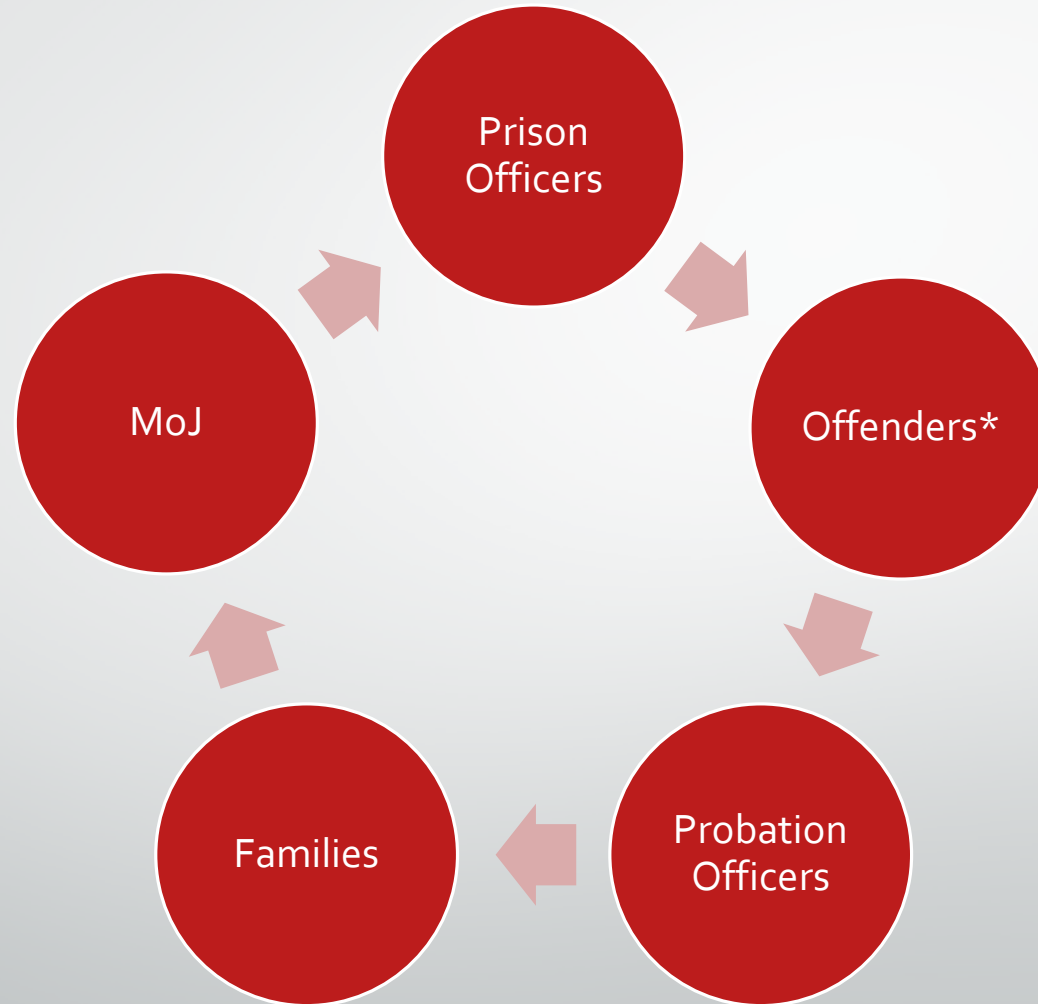 Prison
Officers
Offenders*
Probation
Officers
Families
MoJ